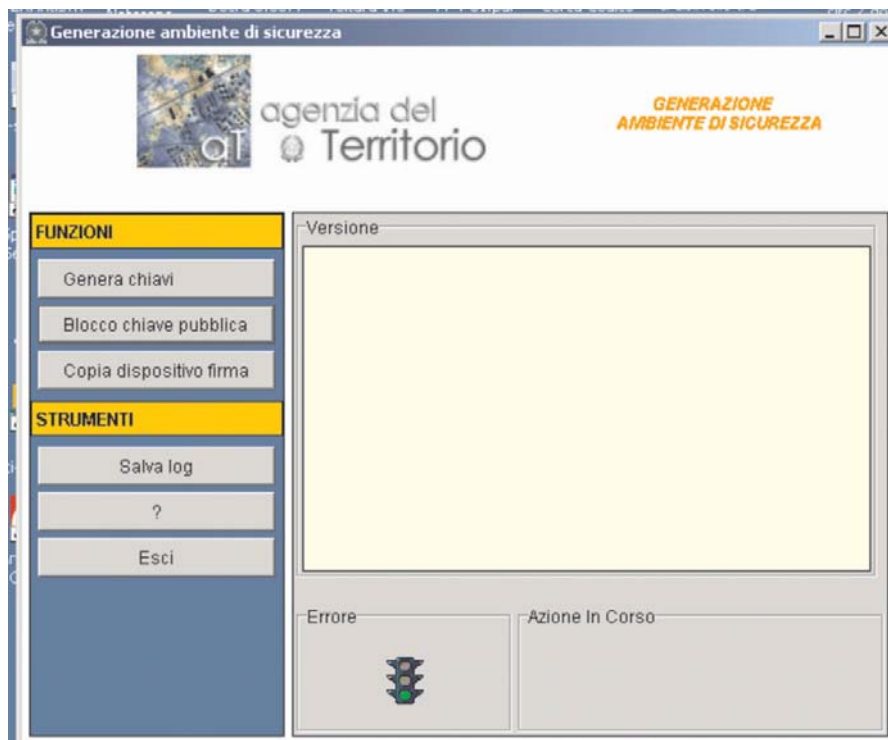 Generazione ambiente di sicurezza
agenzia del
Territorio
aT
GENERAZIONE
AMBIENTE DI SICUREZZA
FUNZIONI
Genera chiavi
Blocco chiave pubblica
Copia dispositivo firma
STRUMENTI
Salva log
?
Esci
Versione
Errore
Azione In Corso